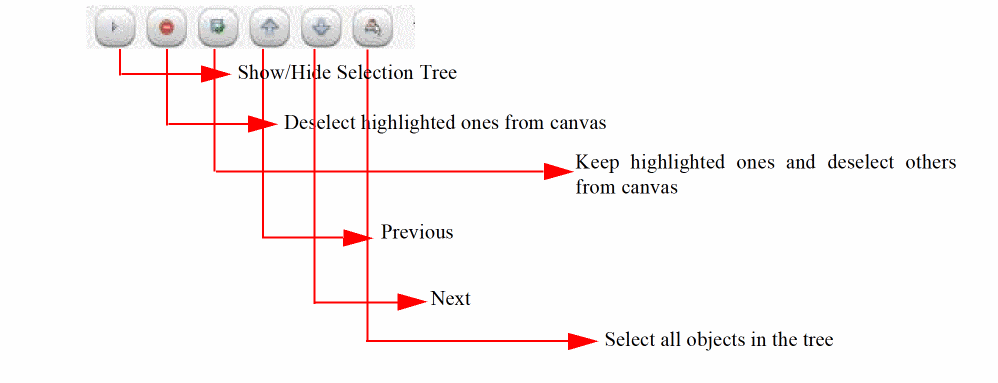 Show/Hide Selection Tree
Deselect highlighted ones from canvas
Keep highlighted ones and deselect others
from canvas
Previous
Next
Select all objects in the tree